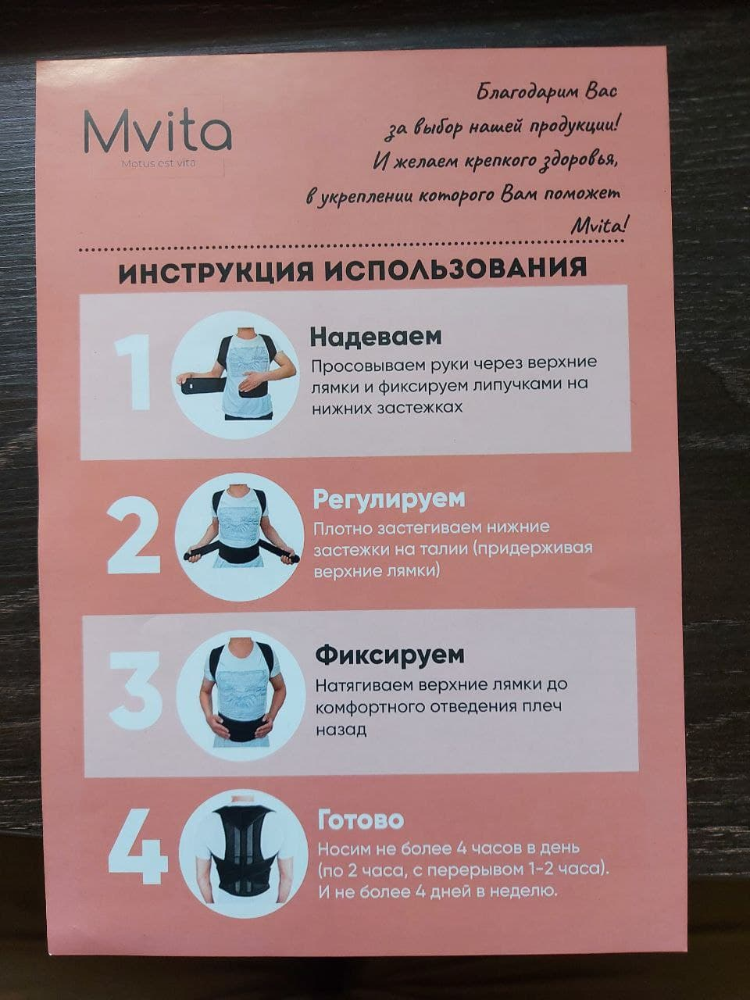 Mvita
Motus est vita
Благодарим Вас
за выбор нашей продукции!
И желаем крепкого здоровья,
в укреплении которого Вам поможет
Mvita!
ИНСТРУКЦИЯ ИСПОЛЬЗОВАНИЯ
1
Надеваем
Просовываем руки через верхние
лямки и фиксируем липучками на
нижних застежках
2
Регулируем
Плотно застегиваем нижние
застежки на талии (придерживая
верхние лямки)
3
Фиксируем
Натягиваем верхние лямки до
комфортного отведения плеч
назад
4
Готово
Носим не более 4 часов в день
(по 2 часа, с перерывом 1-2 часа).
И не более 4 дней в неделю.